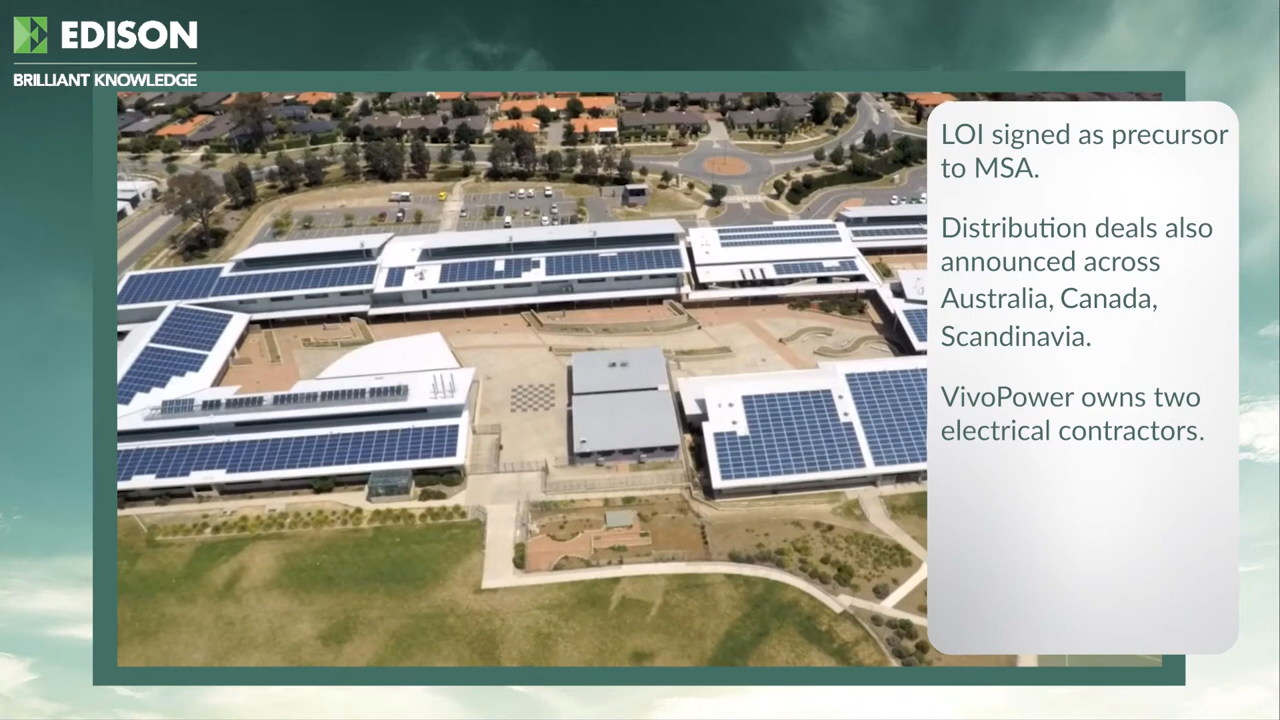 EDISON
BRILLIANT KNOWLEDGE
LOI signed as precursor
to MSA.
Distribution deals also
announced across
Australia, Canada,
Scandinavia.
VivoPower owns two
electrical contractors.